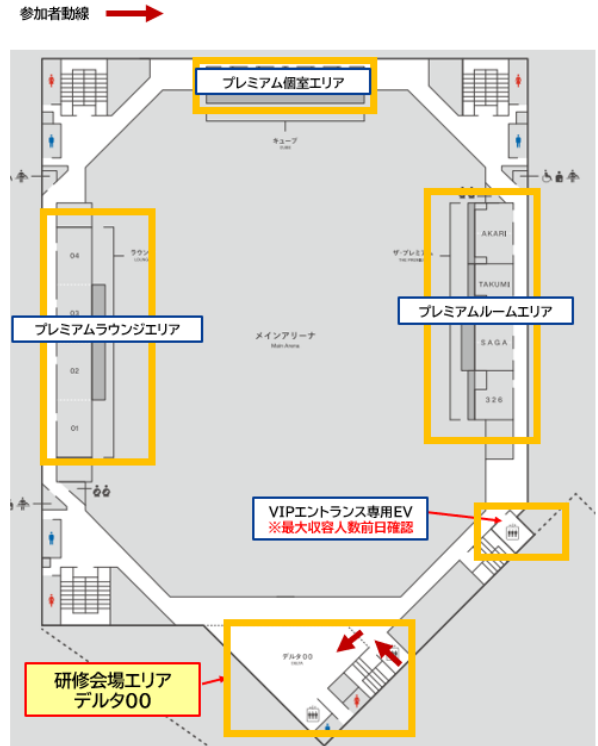 参加者動線
プレミアム個室エリア
キューブ
CUBE
04
03
02
01
ラウン
プレミアムラウンジエリア
メインアリーナ
Main Arena
ザ・プレミア
AKARI
TAKUMI
プレミアムルームエリア
SAGA
326
VIPエントランス専用EV
※最大収容人数前日確認
デルタ00
DELTA
研修会場エリア
デルタ00